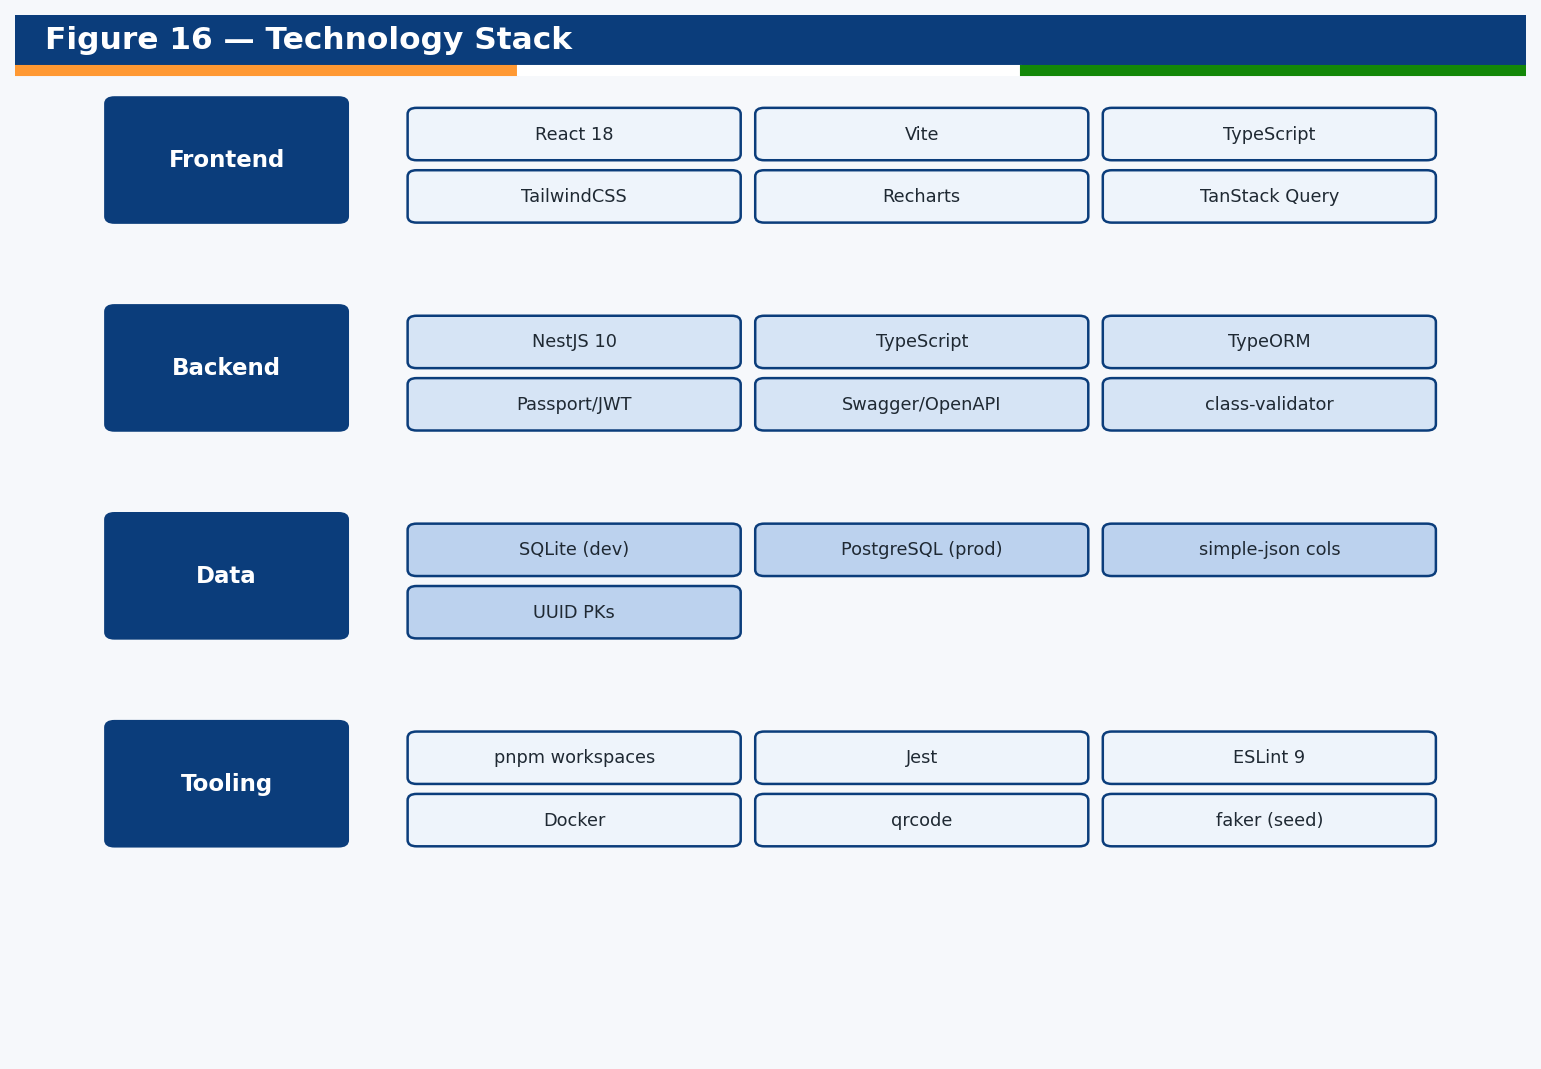 Figure 16 — Technology Stack
Frontend
React 18
Vite
TypeScript
TailwindCSS
Recharts
TanStack Query
Backend
NestJS 10
TypeScript
TypeORM
Passport/JWT
Swagger/OpenAPI
class-validator
Data
SQLite (dev)
PostgreSQL (prod)
simple-json cols
UUID PKs
Tooling
pnpm workspaces
Jest
ESLint 9
Docker
qrcode
faker (seed)